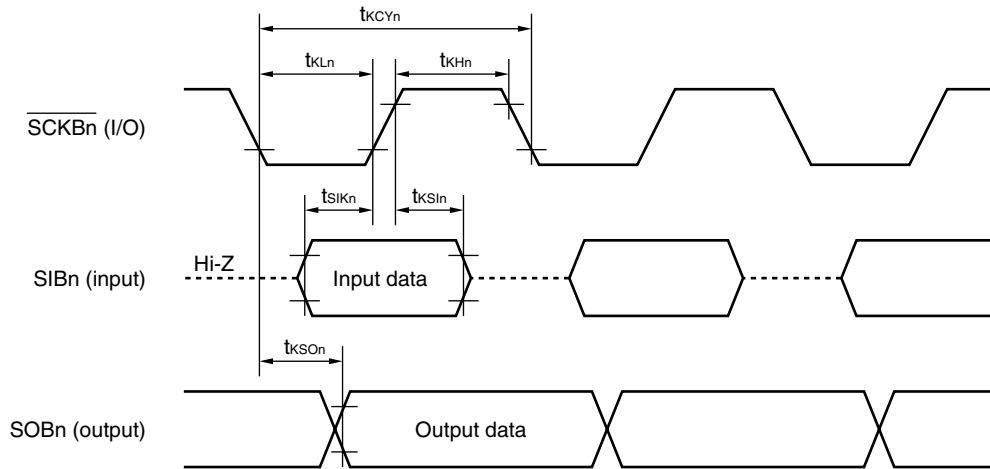 tKCYn
tKLn
tKHn
SCKBn (I/O)
tSIKn
tKSIn
Hi-Z
SIBn (input)
Input data
tKSOn
SOBn (output)
Output data